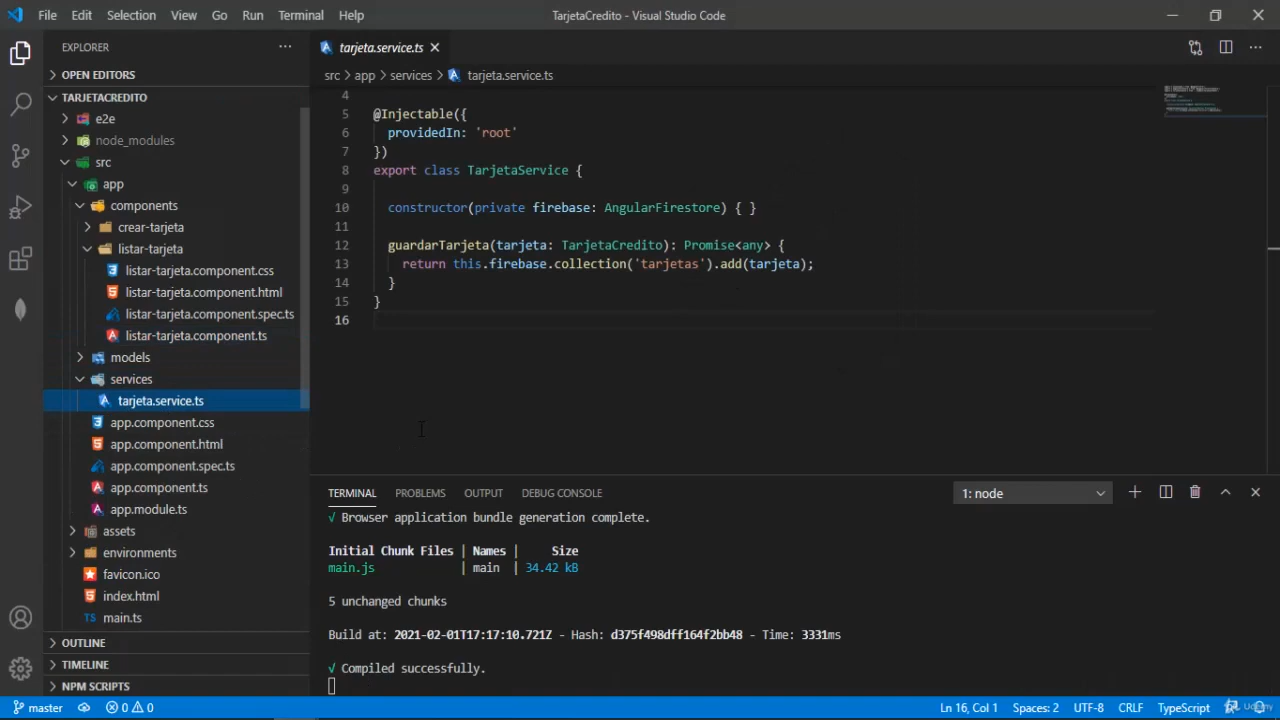 File Edit Selection View Go Run Terminal Help
TarjetaCredito - Visual Studio Code
EXPLORER
OPEN EDITORS
TARJETACREDITO
e2e
node_modules
src
app
components
crear-tarjeta
listar-tarjeta
listar-tarjeta.component.css
listar-tarjeta.component.html
listar-tarjeta.component.spec.ts
listar-tarjeta.component.ts
models
services
tarjeta.service.ts
app.component.css
app.component.html
app.component.spec.ts
app.component.ts
app.module.ts
assets
environments
favicon.ico
index.html
main.ts
OUTLINE
TIMELINE
NPM SCRIPTS
tarjeta.service.ts
src > app > services > tarjeta.service.ts
4
5 @Injectable({
6 providedIn: 'root'
7 })
8 export class TarjetaService {
9
10 constructor(private firebase: AngularFirestore) { }
11
12 guardarTarjeta(tarjeta: TarjetaCredito): Promise<any> {
13 return this.firebase.collection('tarjetas').add(tarjeta);
14 }
15 }
16
TERMINAL PROBLEMS OUTPUT DEBUG CONSOLE
1: node
√ Browser application bundle generation complete.
Initial Chunk Files | Names | Size
main.js | main | 34.42 kB
5 unchanged chunks
Build at: 2021-02-01T17:17:10.721Z - Hash: d375f498dff164f2bb48 - Time: 3331ms
√ Compiled successfully.
master 0 0
Ln 16, Col 1 Spaces: 2 UTF-8 CRLF TypeScript
Udemy